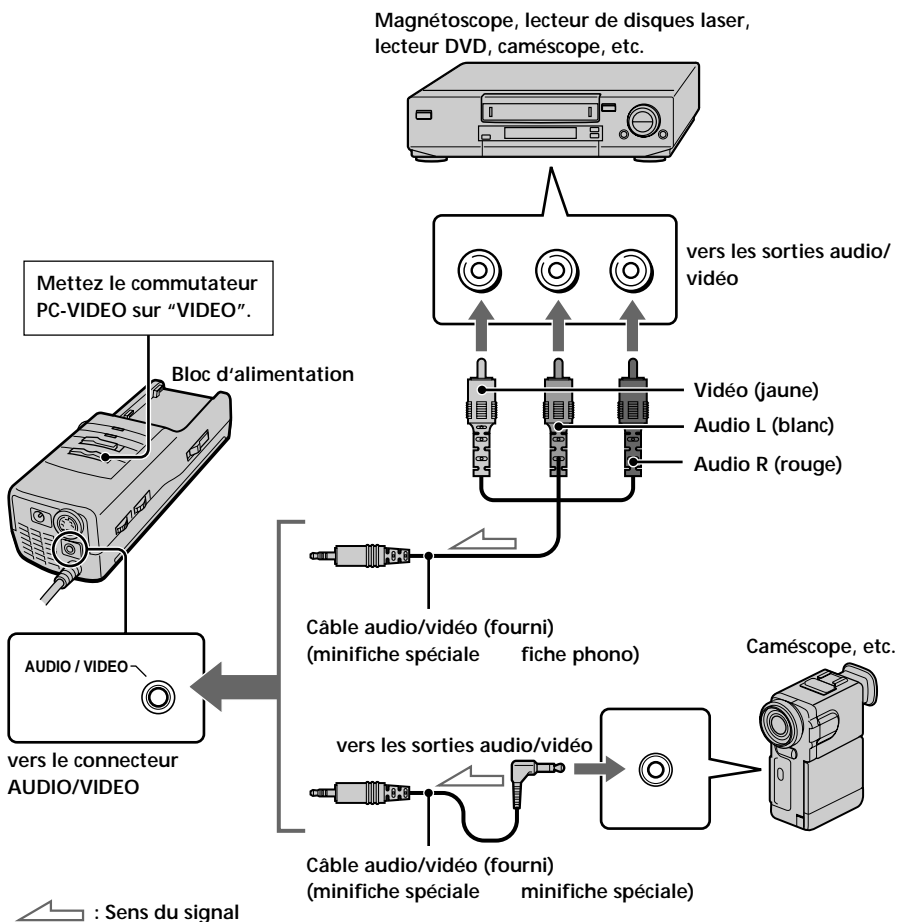 Magnétoscope, lecteur de disques laser,
lecteur DVD, caméscope, etc.
vers les sorties audio/
vidéo
Mettez le commutateur
PC-VIDEO sur “VIDEO”.
Bloc d‘alimentation
Vidéo (jaune)
Audio L (blanc)
Audio R (rouge)
Câble audio/vidéo (fourni)
(minifiche spéciale fiche phono)
Caméscope, etc.
AUDIO / VIDEO
vers le connecteur
AUDIO/VIDEO
vers les sorties audio/vidéo
Câble audio/vidéo (fourni)
(minifiche spéciale minifiche spéciale)
: Sens du signal